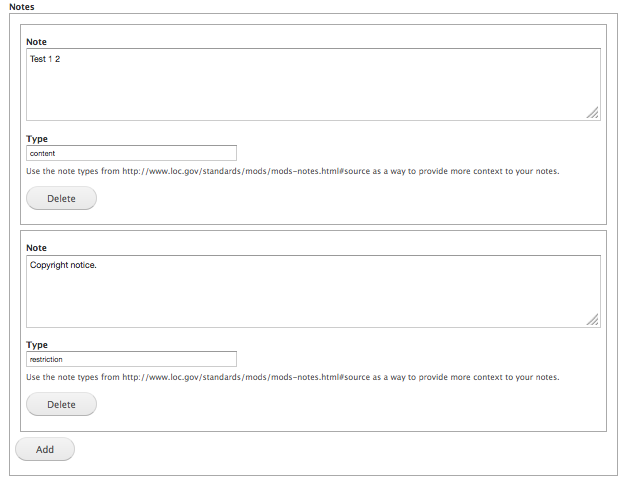 Notes
Note
Test 1 2
Type
content
Use the note types from http://www.loc.gov/standards/mods/mods-notes.html#source as a way to provide more context to your notes.
Delete
Note
Copyright notice.
Type
restriction
Use the note types from http://www.loc.gov/standards/mods/mods-notes.html#source as a way to provide more context to your notes.
Delete
Add